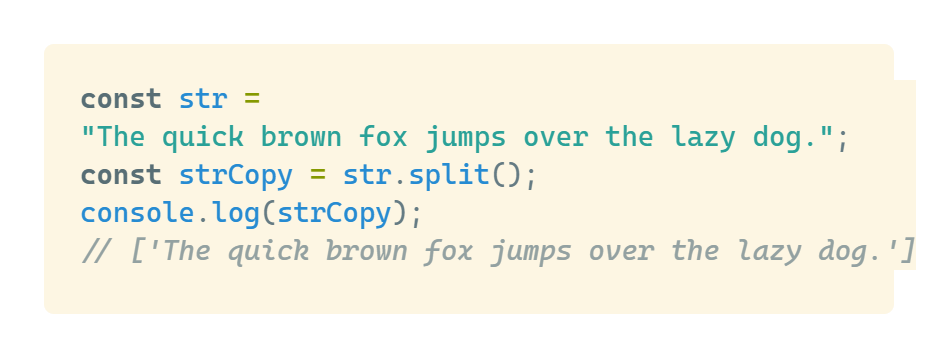 const str =
"The quick brown fox jumps over the lazy dog.";
const strCopy = str.split();
console.log(strCopy);
// ['The quick brown fox jumps over the lazy dog.']